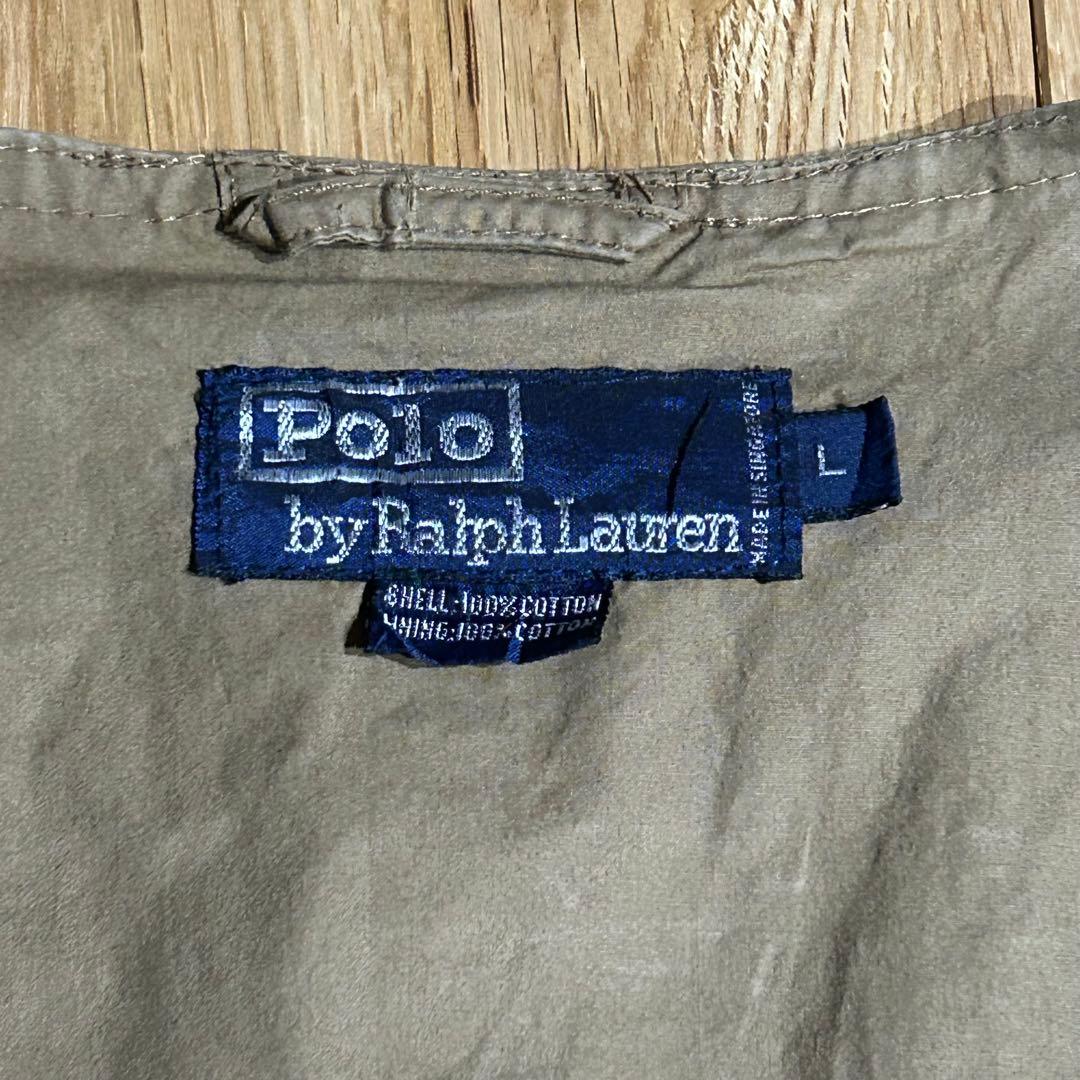 Polo
by Ralph Lauren
MADE IN SINGAPORE
L
SHELL:100%COTTON
LINING:100%COTTON